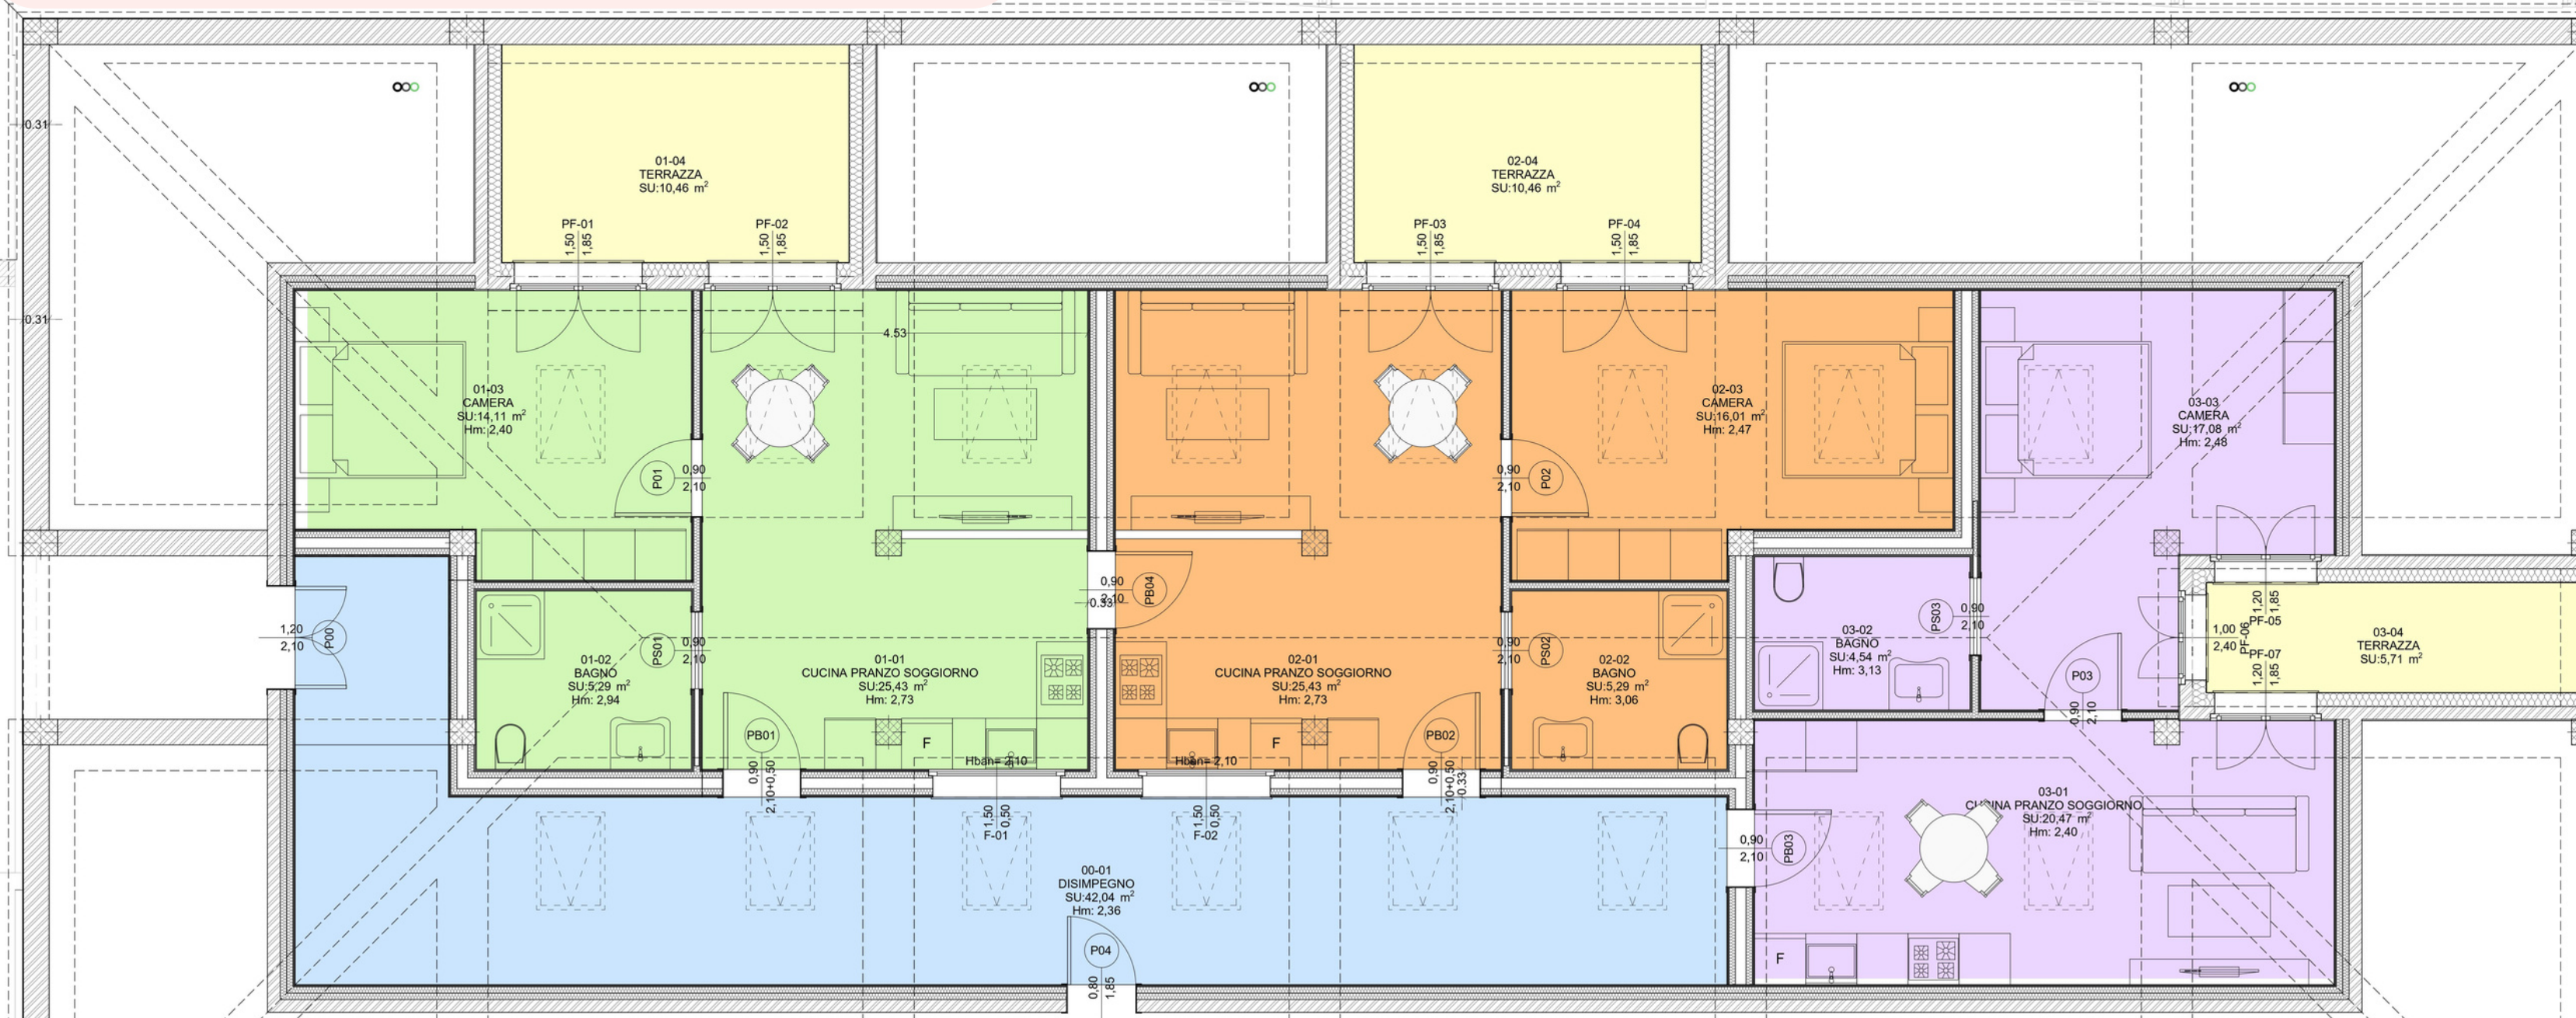 0.31
0.31
01-04
TERRAZZA
SU:10,46 m²
PF-01
1,50
1,85
PF-02
1,50
1,85
02-04
TERRAZZA
SU:10,46 m²
PF-03
1,50
1,85
PF-04
1,50
1,85
4.53
01-03
CAMERA
SU:14,11 m²
Hm: 2,40
P01
0,90
2,10
02-03
CAMERA
SU:16,01 m²
Hm: 2,47
P02
0,90
2,10
03-03
CAMERA
SU:17,08 m²
Hm: 2,48
1,20
2,10
P00
01-02
BAGNO
SU:5,29 m²
Hm: 2,94
PS01
0,90
2,10
01-01
CUCINA PRANZO SOGGIORNO
SU:25,43 m²
Hm: 2,73
0,90
2,10
0.33
PB04
02-01
CUCINA PRANZO SOGGIORNO
SU:25,43 m²
Hm: 2,73
0,90
2,10
PS02
02-02
BAGNO
SU:5,29 m²
Hm: 3,06
03-02
BAGNO
SU:4,54 m²
Hm: 3,13
PS03
0,90
2,10
P03
0,90
2,10
1,20
1,85
PF-05
1,00
2,40
PF-06
PF-07
1,20
1,85
03-04
TERRAZZA
SU:5,71 m²
PB01
0,90
2,10+0,50
F
Hban= 2,10
1,50
0,50
F-01
F
Hban= 2,10
1,50
0,50
F-02
PB02
0,90
2,10+0,50
0.33
0,90
2,10
PB03
03-01
CUCINA PRANZO SOGGIORNO
SU:20,47 m²
Hm: 2,40
F
00-01
DISIMPEGNO
SU:42,04 m²
Hm: 2,36
P04
0,80
1,85